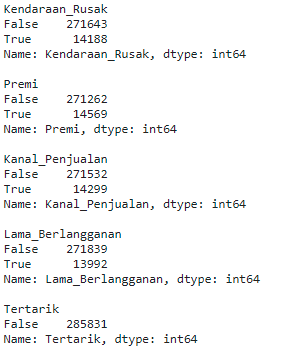 Kendaraan_Rusak
False    271643
True      14188
Name: Kendaraan_Rusak, dtype: int64
Premi
False    271262
True      14569
Name: Premi, dtype: int64
Kanal_Penjualan
False    271532
True      14299
Name: Kanal_Penjualan, dtype: int64
Lama_Berlangganan
False    271839
True      13992
Name: Lama_Berlangganan, dtype: int64
Tertarik
False    285831
Name: Tertarik, dtype: int64